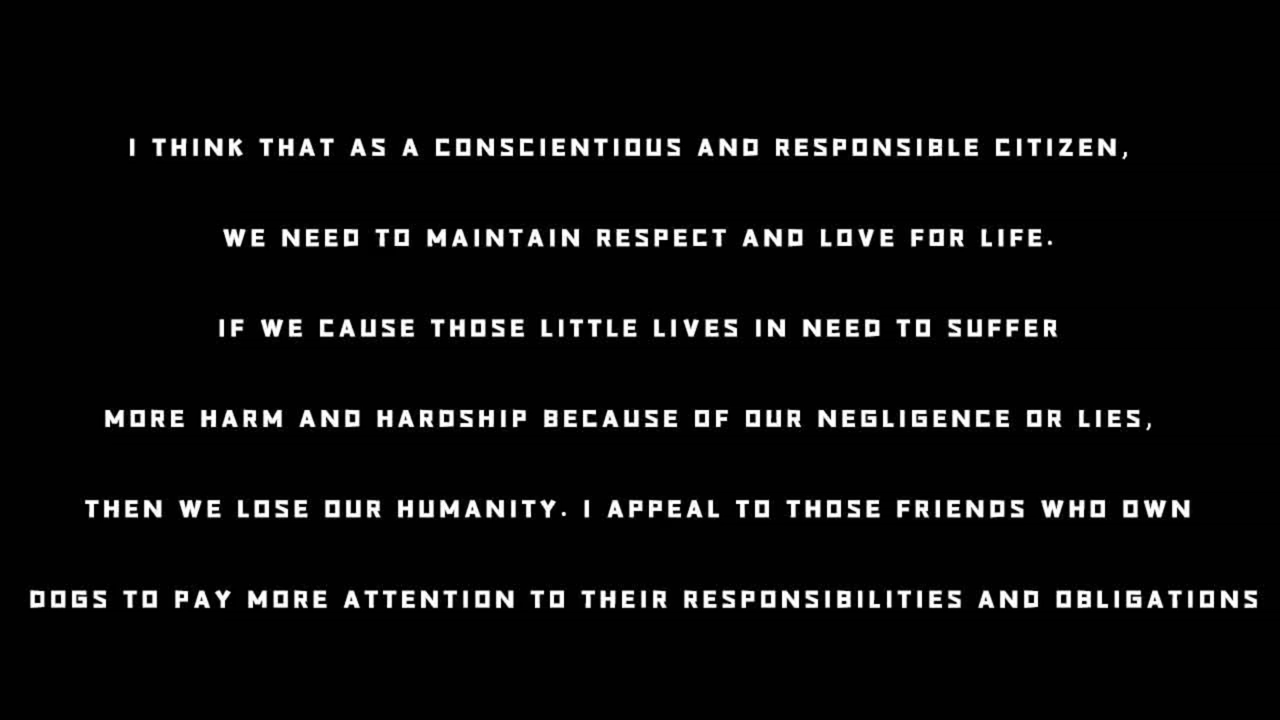 I THINK THAT AS A CONSCIENTIOUS AND RESPONSIBLE CITIZEN,
WE NEED TO MAINTAIN RESPECT AND LOVE FOR LIFE.
IF WE CAUSE THOSE LITTLE LIVES IN NEED TO SUFFER
MORE HARM AND HARDSHIP BECAUSE OF OUR NEGLIGENCE OR LIES,
THEN WE LOSE OUR HUMANITY. I APPEAL TO THOSE FRIENDS WHO OWN
DOGS TO PAY MORE ATTENTION TO THEIR RESPONSIBILITIES AND OBLIGATIONS